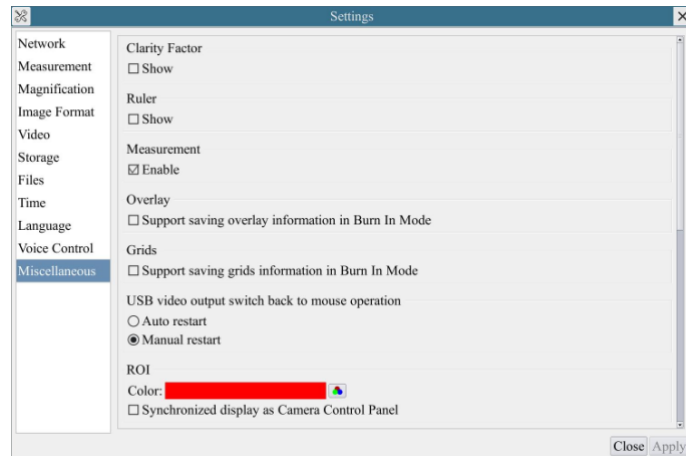 Settings
Network
Measurement
Magnification
Image Format
Video
Storage
Files
Time
Language
Voice Control
Miscellaneous
Clarity Factor
Show
Ruler
Show
Measurement
Enable
Overlay
Support saving overlay information in Burn In Mode
Grids
Support saving grids information in Burn In Mode
USB video output switch back to mouse operation
Auto restart
Manual restart
ROI
Color:
Synchronized display as Camera Control Panel
Close Apply